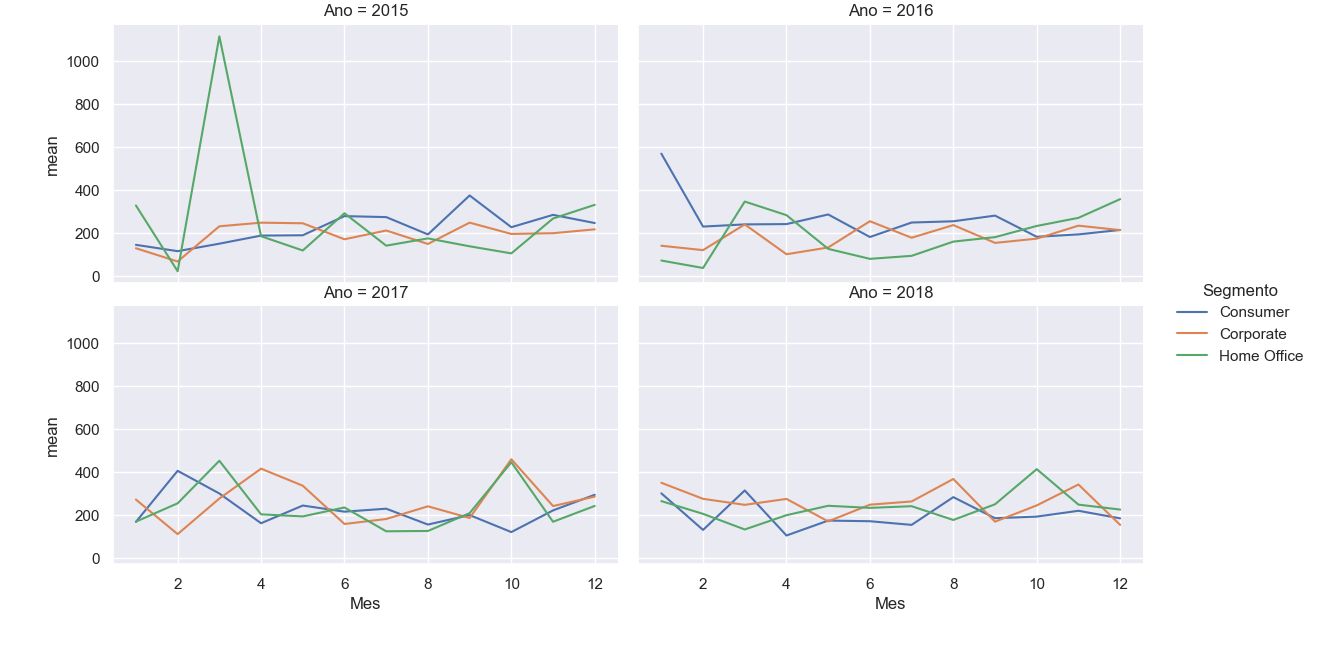 Ano = 2015
Ano = 2016
1000
800
600
400
200
0
mean
Ano = 2017
Ano = 2018
1000
800
600
400
200
0
mean
2 4 6 8 10 12
2 4 6 8 10 12
Mes
Mes
Segmento
Consumer
Corporate
Home Office